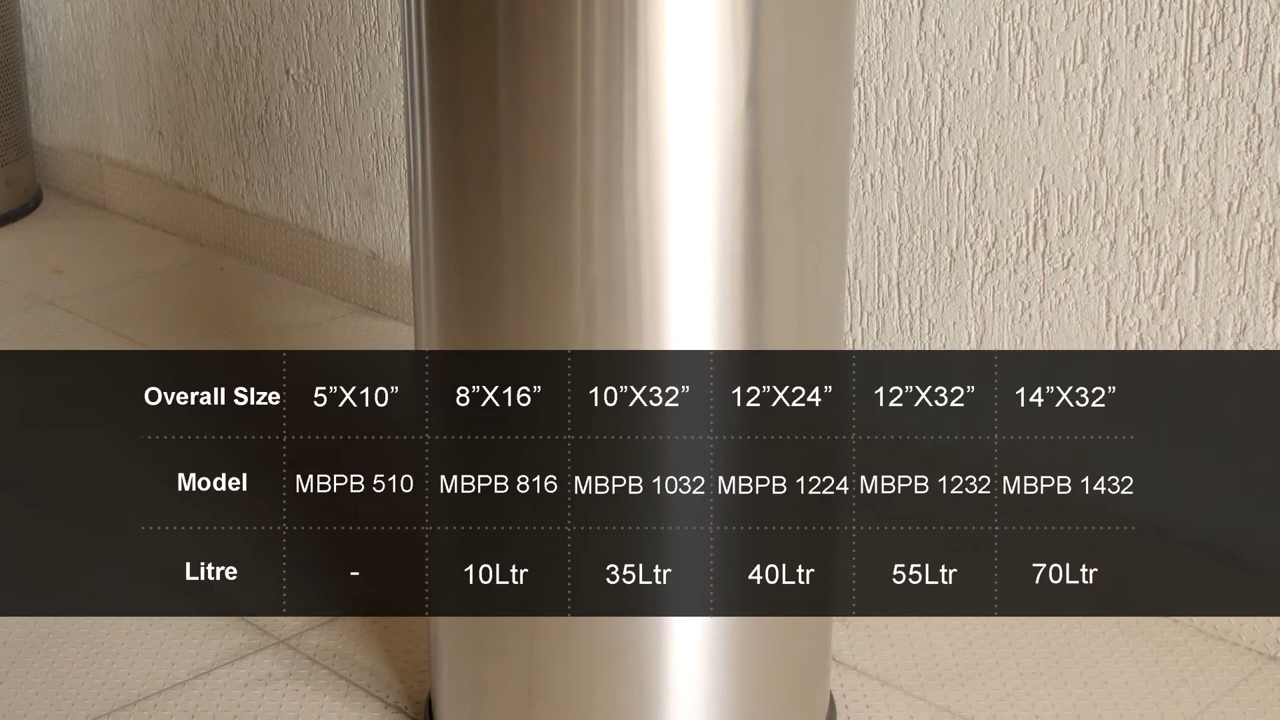 Overall SIze 5”X10” 8”X16” 10”X32” 12”X24” 12”X32” 14”X32”
Model MBPB 510 MBPB 816 MBPB 1032 MBPB 1224 MBPB 1232 MBPB 1432
Litre - 10Ltr 35Ltr 40Ltr 55Ltr 70Ltr